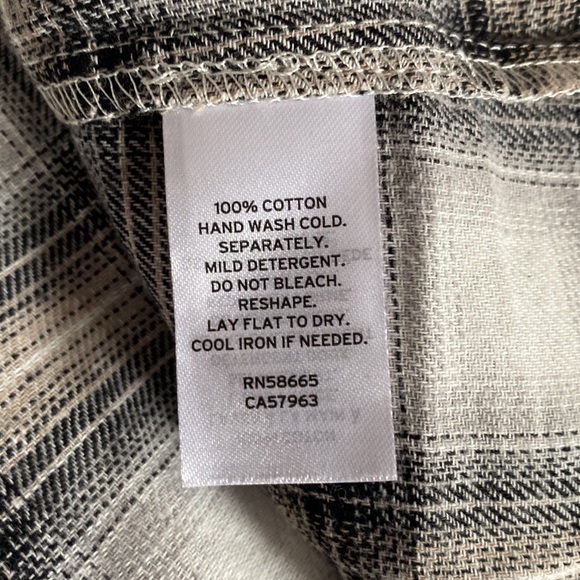 100% COTTON
HAND WASH COLD.
SEPARATELY.
MILD DETERGENT.
DO NOT BLEACH.
RESHAPE.
LAY FLAT TO DRY.
COOL IRON IF NEEDED.
RN58665
CA57963